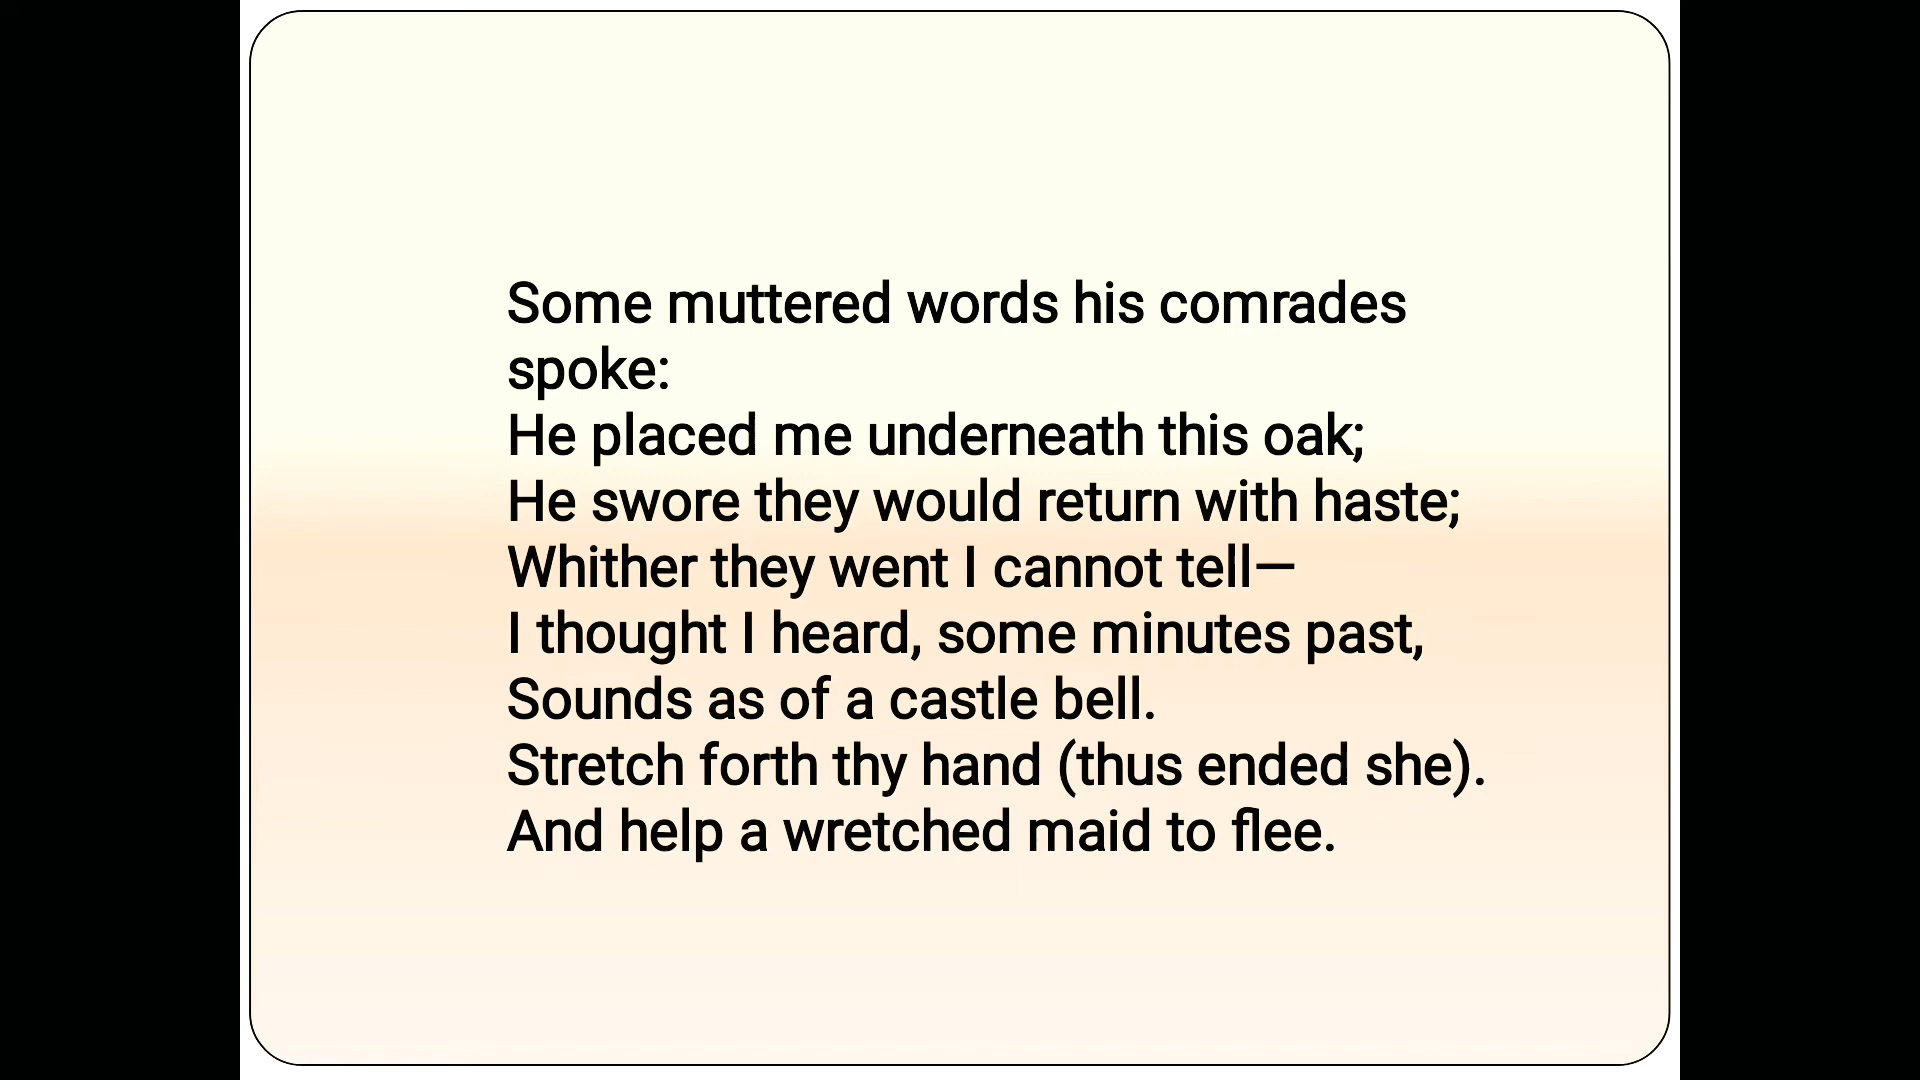 Some muttered words his comrades
spoke:
He placed me underneath this oak;
He swore they would return with haste;
Whither they went I cannot tell—
I thought I heard, some minutes past,
Sounds as of a castle bell.
Stretch forth thy hand (thus ended she).
And help a wretched maid to flee.